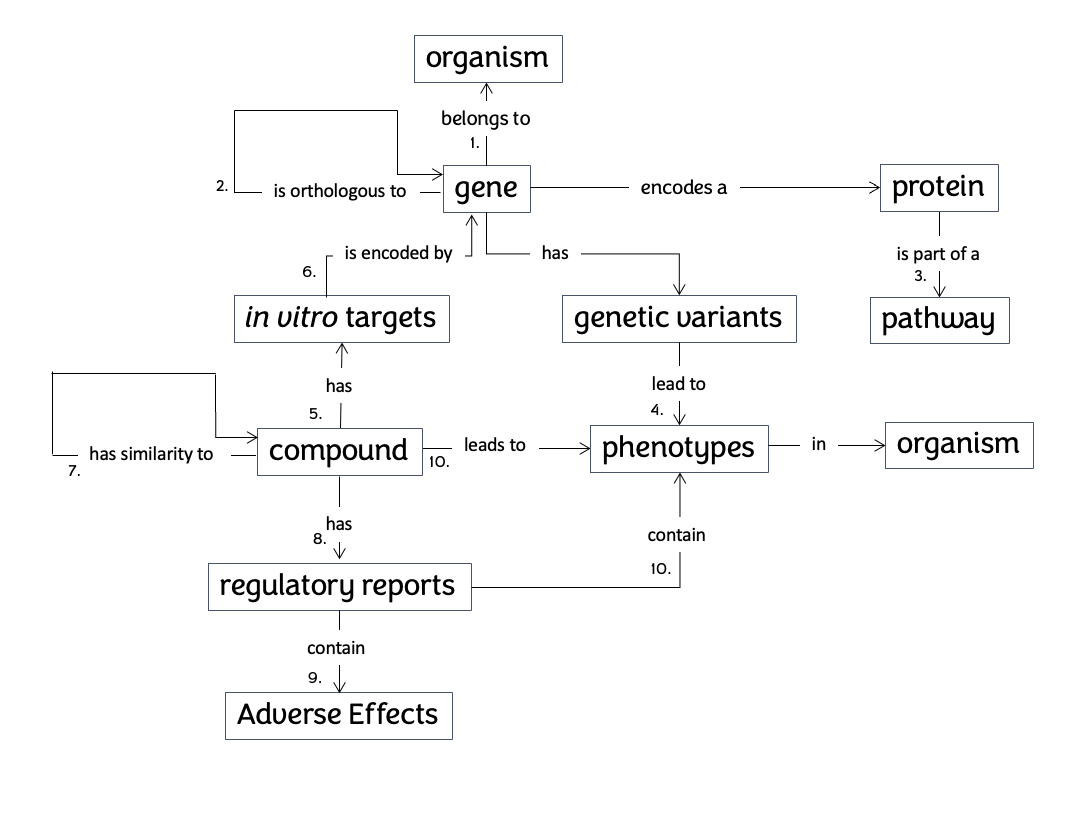 organism
belongs to
1.
2.
is orthologous to
gene
encodes a
protein
is encoded by
6.
has
is part of a
3.
in vitro targets
genetic variants
pathway
has
5.
lead to
4.
has similarity to
7.
compound
10.
leads to
phenotypes
in
organism
has
8.
contain
10.
regulatory reports
contain
9.
Adverse Effects